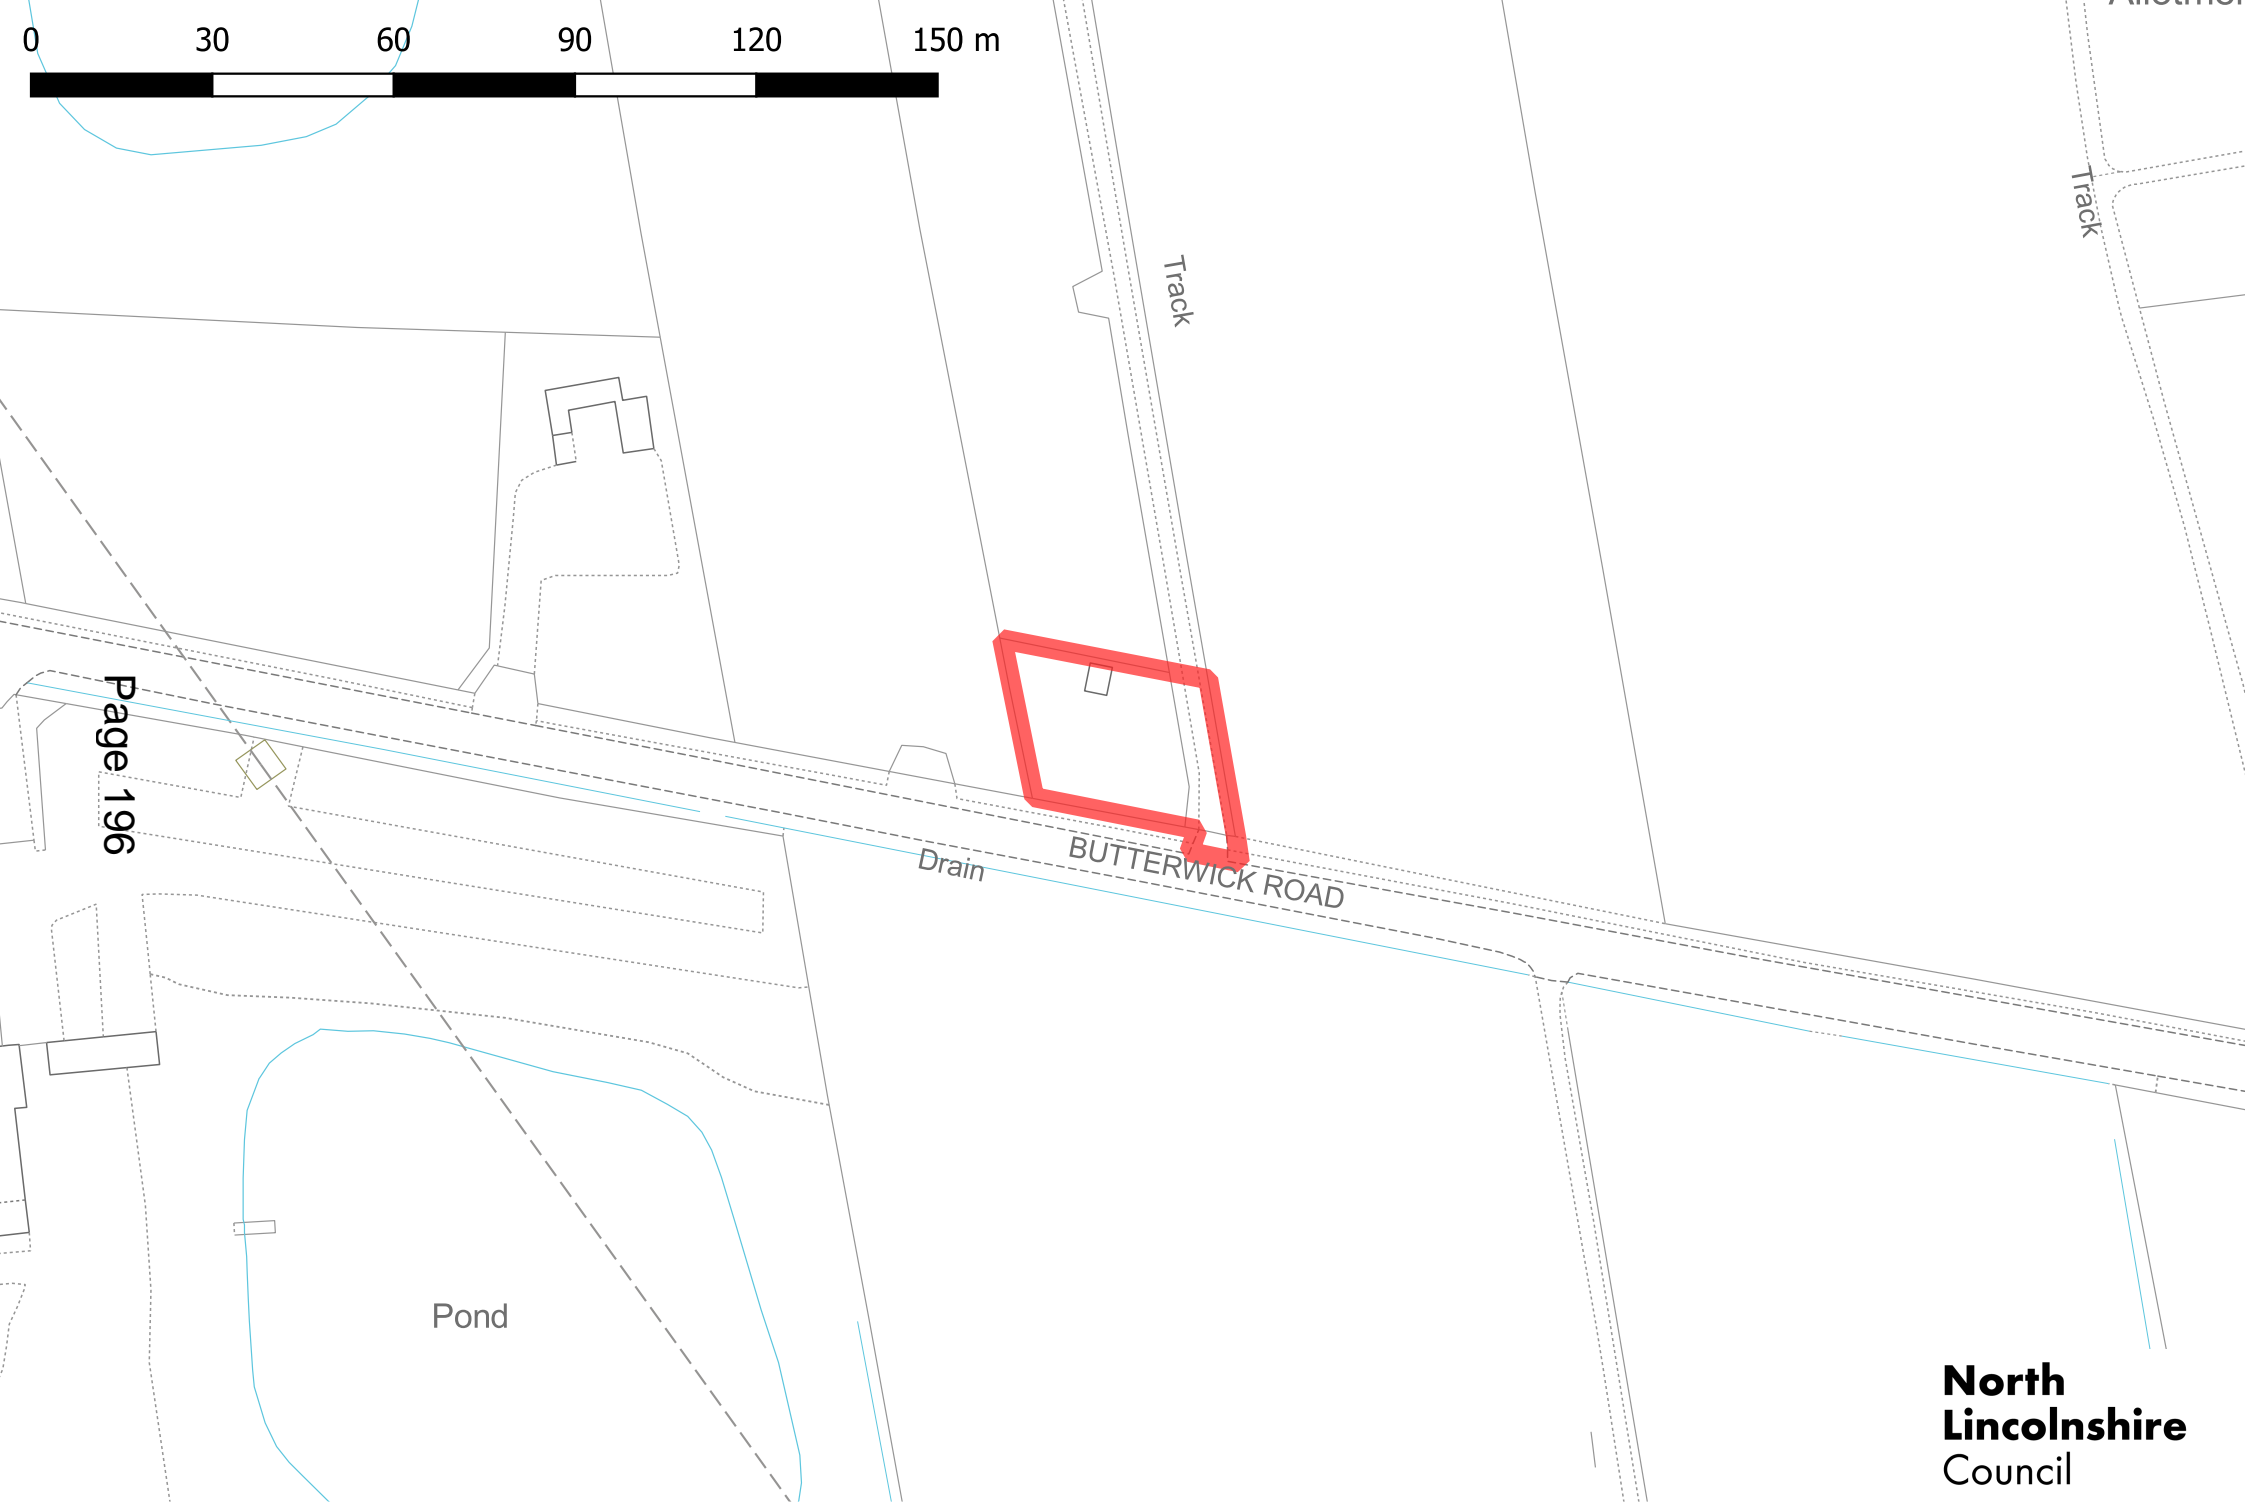 0 30 60 90 120 150 m
Track
Track
Page 196
Drain
BUTTERWICK ROAD
Pond
North
Lincolnshire
Council